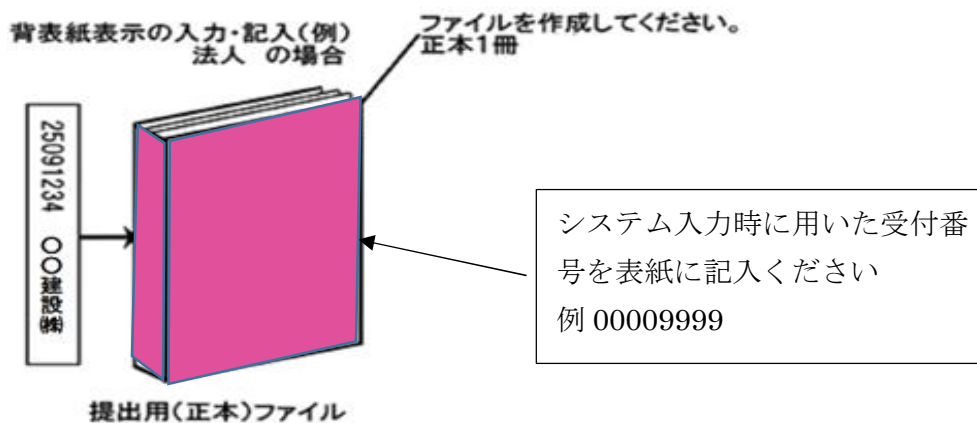 背表紙表示の入力・記入(例)
法人 の場合
ファイルを作成してください。
正本1冊
25091234 〇〇建設㈱
システム入力時に用いた受付番
号を表紙に記入ください
例 00009999
提出用(正本)ファイル